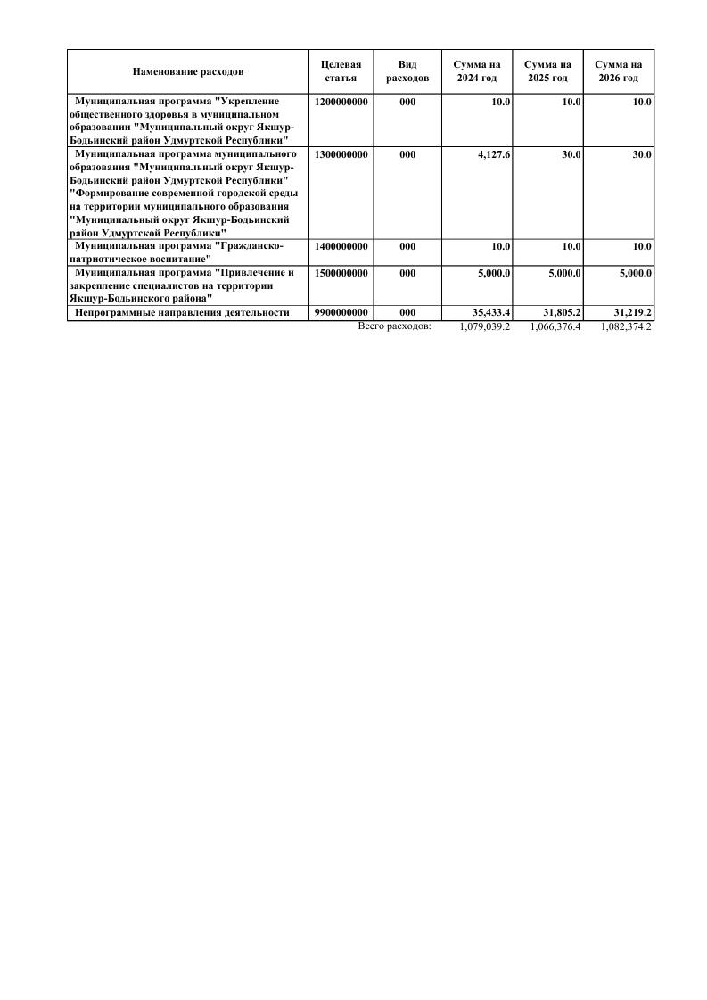 Наменование расходов
Целевая
статья
Вид
расходов
Сумма на
2024 год
Сумма на
2025 год
Сумма на
2026 год
Муниципальная программа "Укрепление
общественного здоровья в муниципальном
образовании "Муниципальный округ Якшур-
Бодьинский район Удмуртской Республики"
1200000000
000
10.0
10.0
10.0
Муниципальная программа муниципального
образования "Муниципальный округ Якшур-
Бодьинский район Удмуртской Республики"
"Формирование современной городской среды
на территории муниципального образования
"Муниципальный округ Якшур-Бодьинский
район Удмуртской Республики"
1300000000
000
4,127.6
30.0
30.0
Муниципальная программа "Гражданско-
патриотическое воспитание"
1400000000
000
10.0
10.0
10.0
Муниципальная программа "Привлечение и
закрепление специалистов на территории
Якшур-Бодьинского района"
1500000000
000
5,000.0
5,000.0
5,000.0
Непрограммные направления деятельности
9900000000
000
35,433.4
31,805.2
31,219.2
Всего расходов:
1,079,039.2
1,066,376.4
1,082,374.2